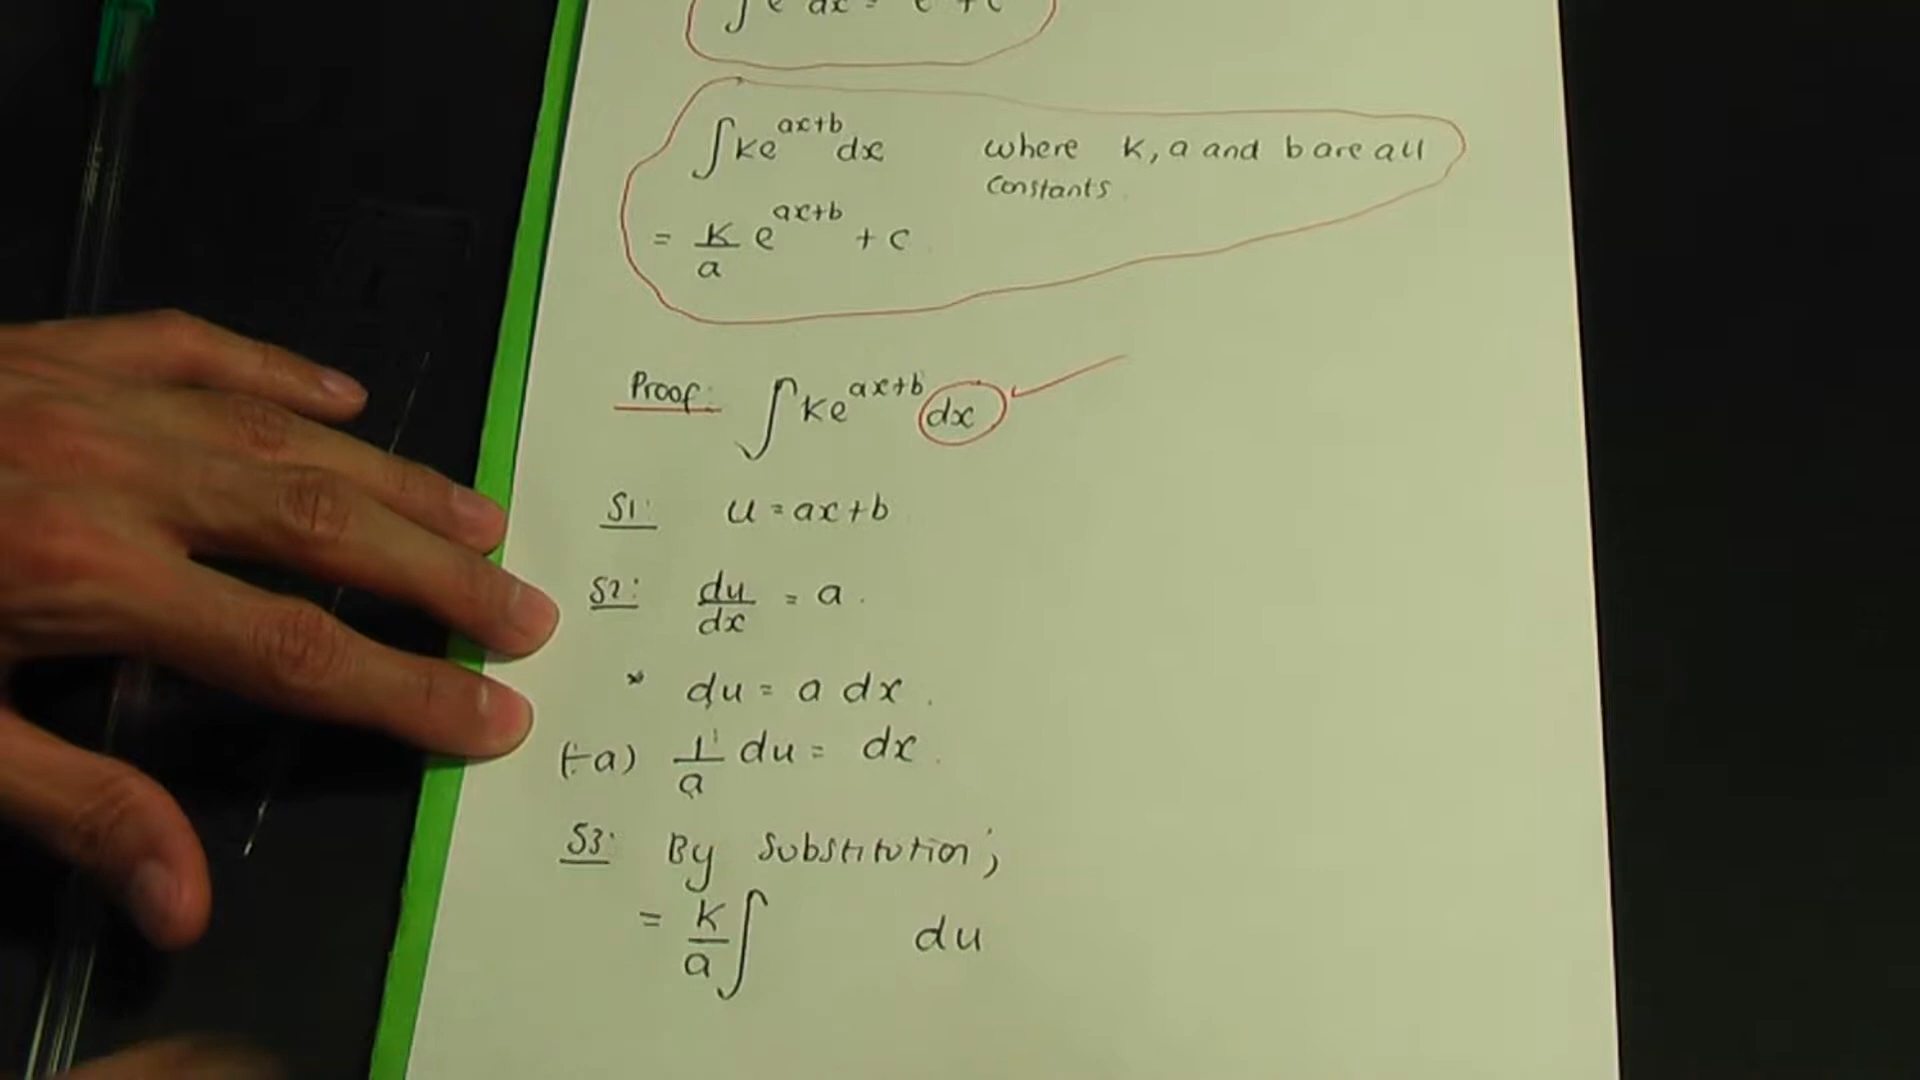 ∫ e dx = e + c
∫ke^{ax+b} dx where k, a and b are all
constants.
= k/a e^{ax+b} + c
Proof: ∫ke^{ax+b} dx
S1: u = ax+b
S2: du/dx = a.
* du = a dx.
(÷a) 1/a du = dx.
S3: By substitution;
= k/a ∫ du